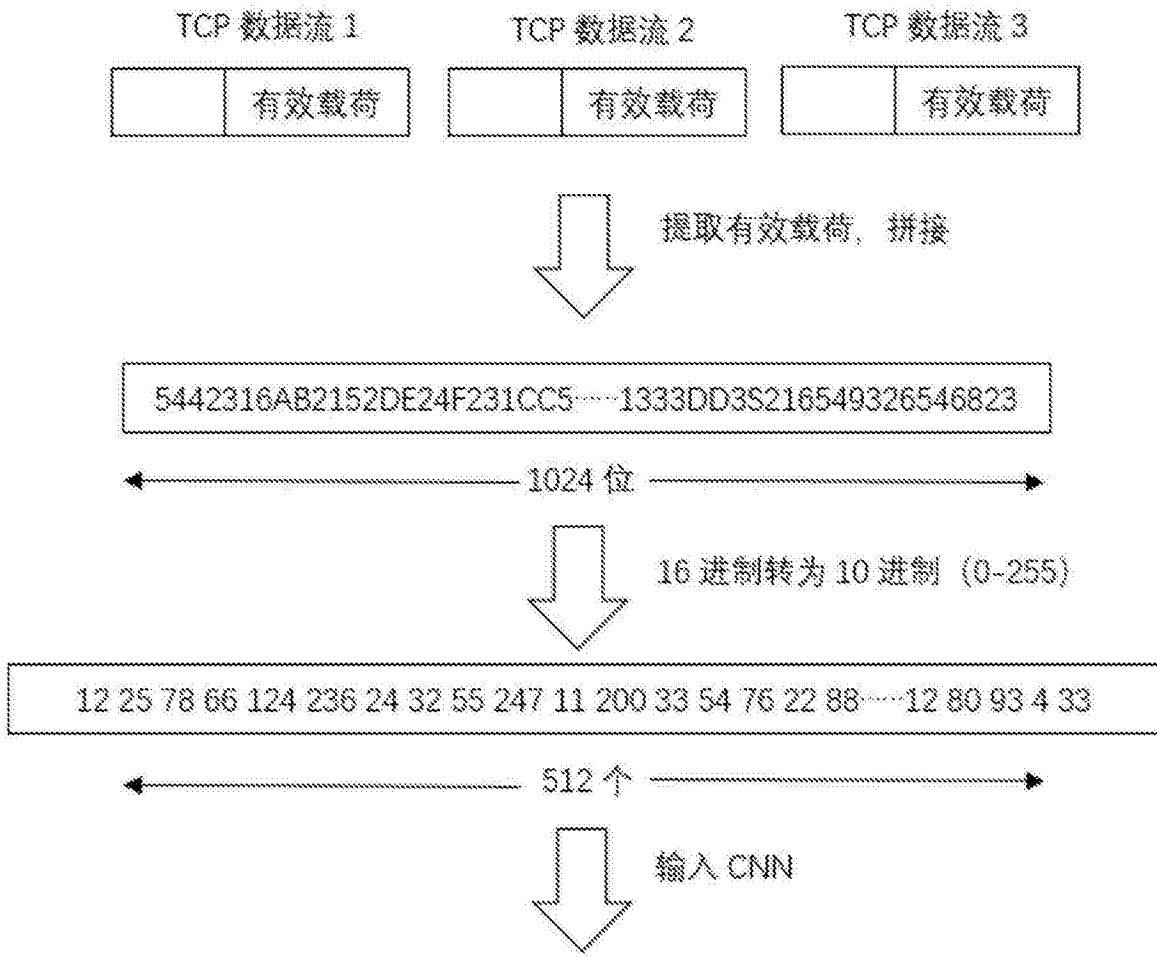 TCP 数据流 1 TCP 数据流 2 TCP 数据流 3
有效载荷 有效载荷 有效载荷
提取有效载荷，拼接
5442316AB2152DE24F231CC5……1333DD3S216549326546823
1024 位
16 进制转为 10 进制（0-255）
12 25 78 66 124 236 24 32 55 247 11 200 33 54 76 22 88……12 80 93 4 33
512 个
输入 CNN